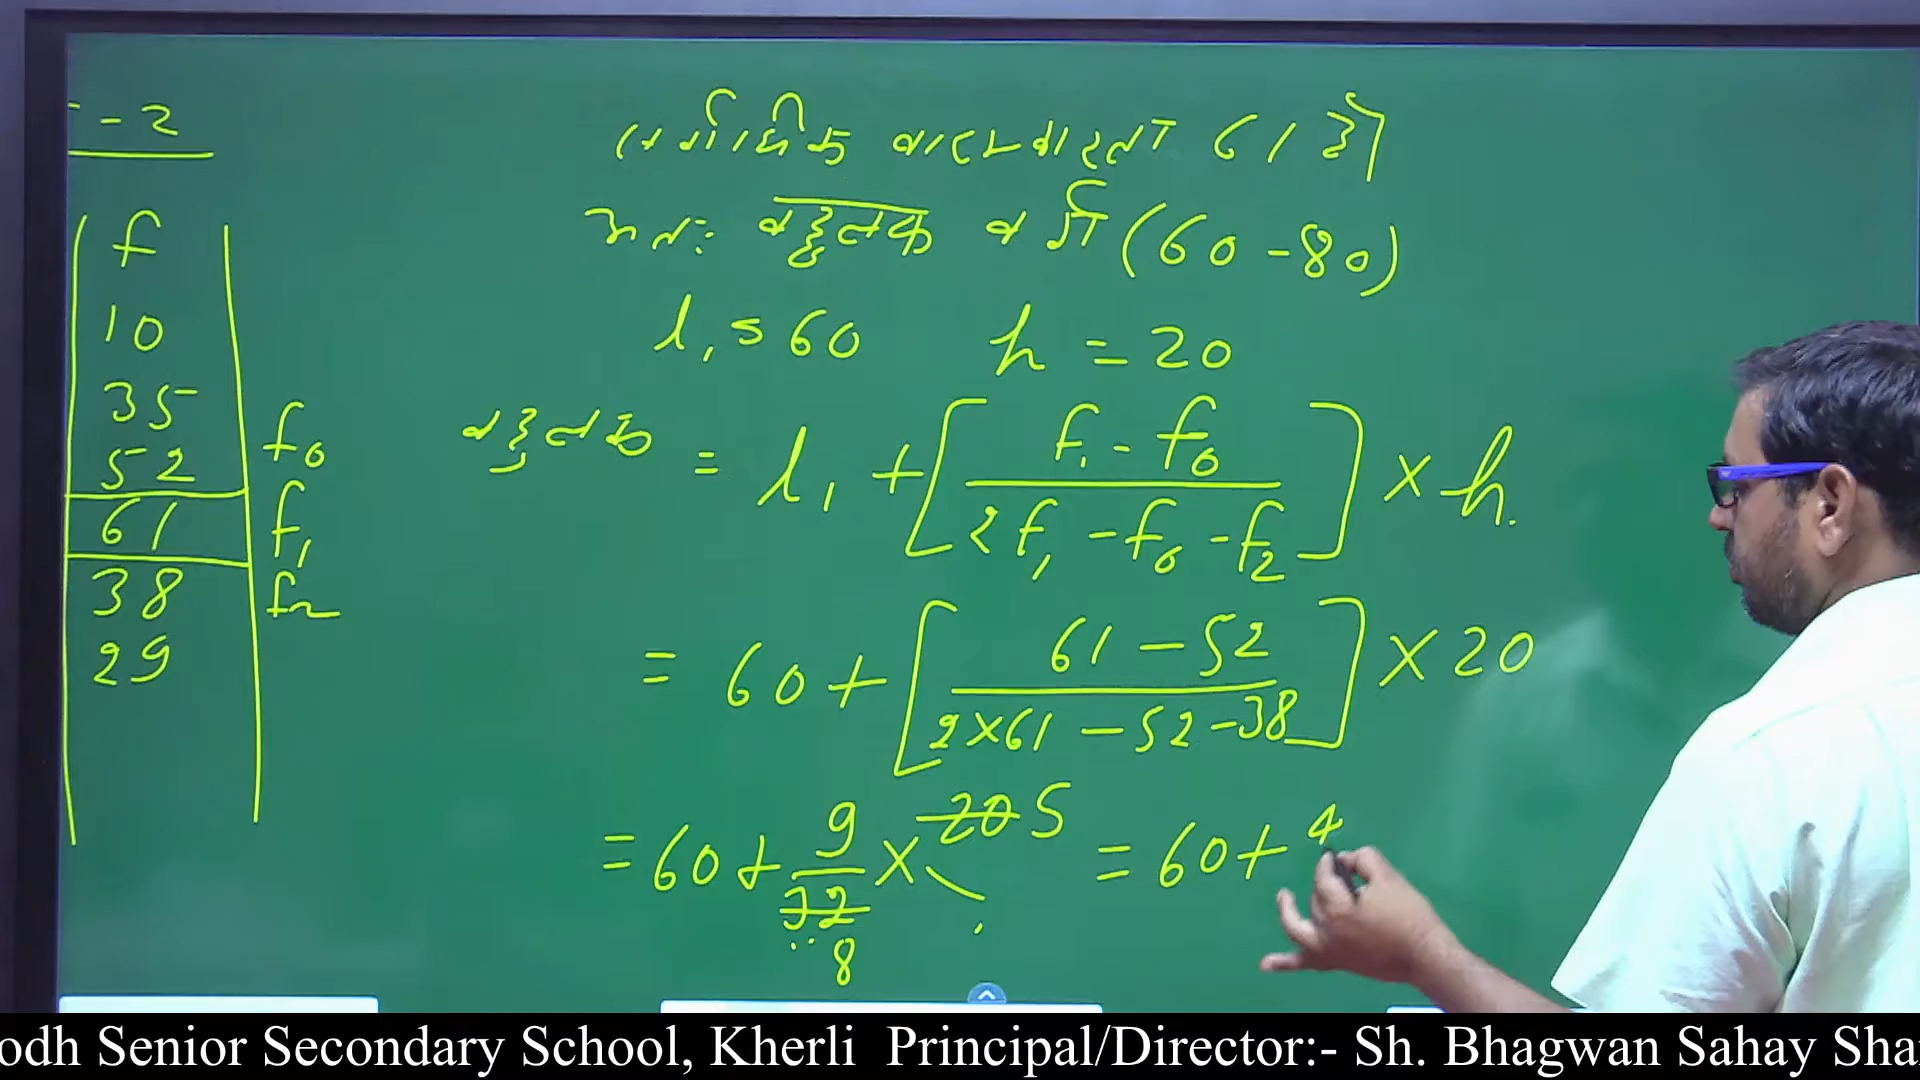 - 2
f
10
35
52 f₀
61 f₁
38 f₂
29
सर्वाधिक बारम्बारता 61 है
अतः बहुलक वर्ग (60 - 80)
l₁ = 60 h = 20
बहुलक = l₁ + [ f₁ - f₀ / 2f₁ - f₀ - f₂ ] × h
= 60 + [ 61 - 52 / 2×61 - 52 - 38 ] × 20
= 60 + 9/32 × 20 5 = 60 + 4
8
odh Senior Secondary School, Kherli Principal/Director:- Sh. Bhagwan Sahay Sha